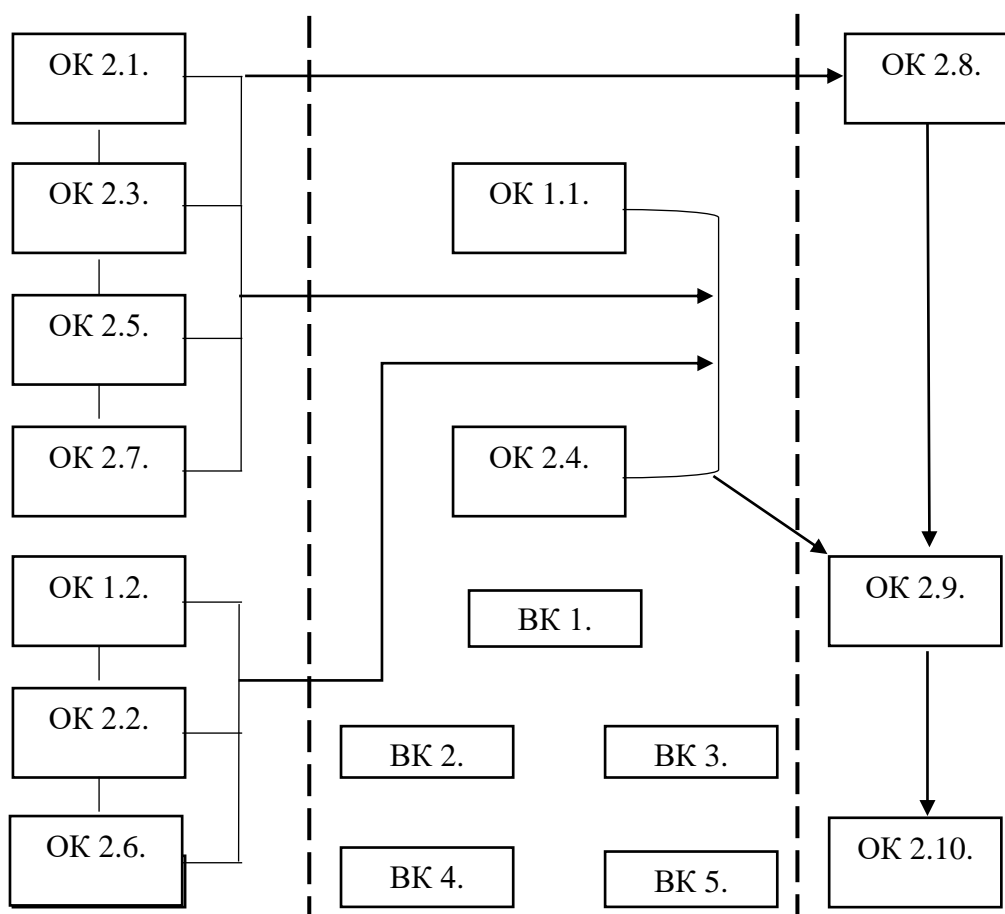 ОК 2.1.
ОК 2.8.
ОК 2.3.
ОК 1.1.
ОК 2.5.
ОК 2.7.
ОК 2.4.
ОК 1.2.
ОК 2.9.
ВК 1.
ОК 2.2.
ВК 2.
ВК 3.
ОК 2.6.
ОК 2.10.
ВК 4.
ВК 5.